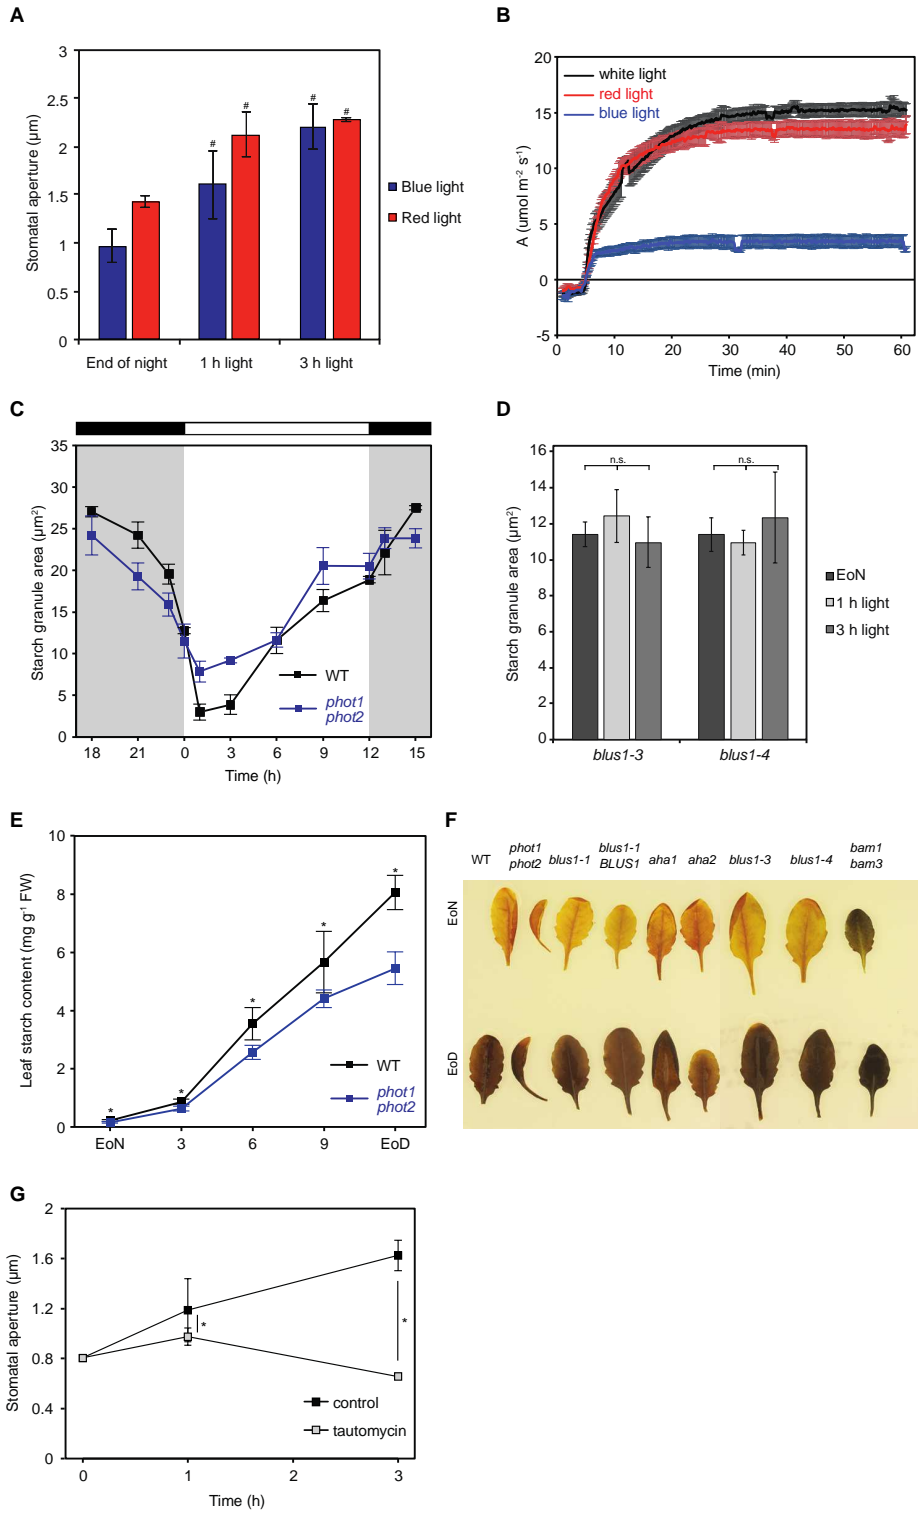 A
Stomatal aperture (µm)
3
2.5
2
1.5
1
0.5
0
#
#
#
#
Blue light
Red light
End of night
1 h light
3 h light
B
A (umol m⁻² s⁻¹)
20
15
10
5
0
-5
white light
red light
blue light
0
10
20
30
40
50
60
Time (min)
C
Starch granule area (µm²)
35
30
25
20
15
10
5
0
WT
phot1
phot2
18
21
0
3
6
9
12
15
Time (h)
D
Starch granule area (µm²)
16
14
12
10
8
6
4
2
0
n.s.
n.s.
EoN
1 h light
3 h light
blus1-3
blus1-4
E
Leaf starch content (mg g⁻¹ FW)
10
8
6
4
2
0
*
*
*
*
*
WT
phot1
phot2
EoN
3
6
9
EoD
F
WT
phot1
phot2
blus1-1
blus1-1
BLUS1
aha1
aha2
blus1-3
blus1-4
bam1
bam3
EoN
EoD
G
Stomatal aperture (µm)
2
1.6
1.2
0.8
0.4
0
*
*
control
tautomycin
0
1
2
3
Time (h)